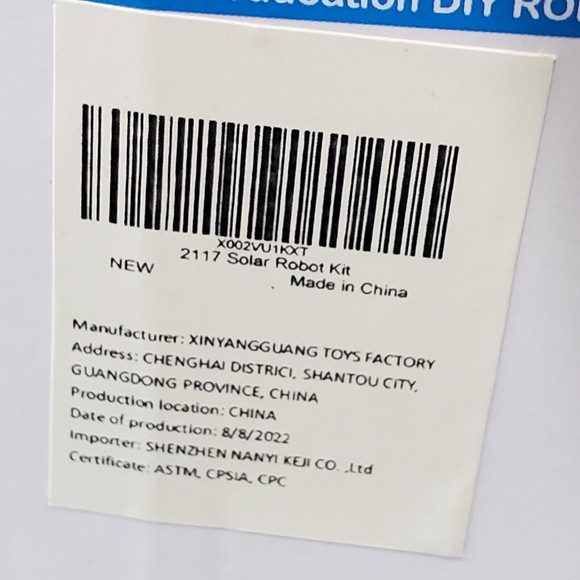 DIY
X002VU1KXT
2117 Solar Robot Kit
NEW
Made in China
Manufacturer: XINYANGGUANG TOYS FACTORY
Address: CHENGHAI DISTRICI, SHANTOU CITY,
GUANGDONG PROVINCE, CHINA
Production location: CHINA
Date of production: 8/8/2022
Importer: SHENZHEN NANYI KEJI CO. ,Ltd
Certificate: ASTM, CPSIA, CPC